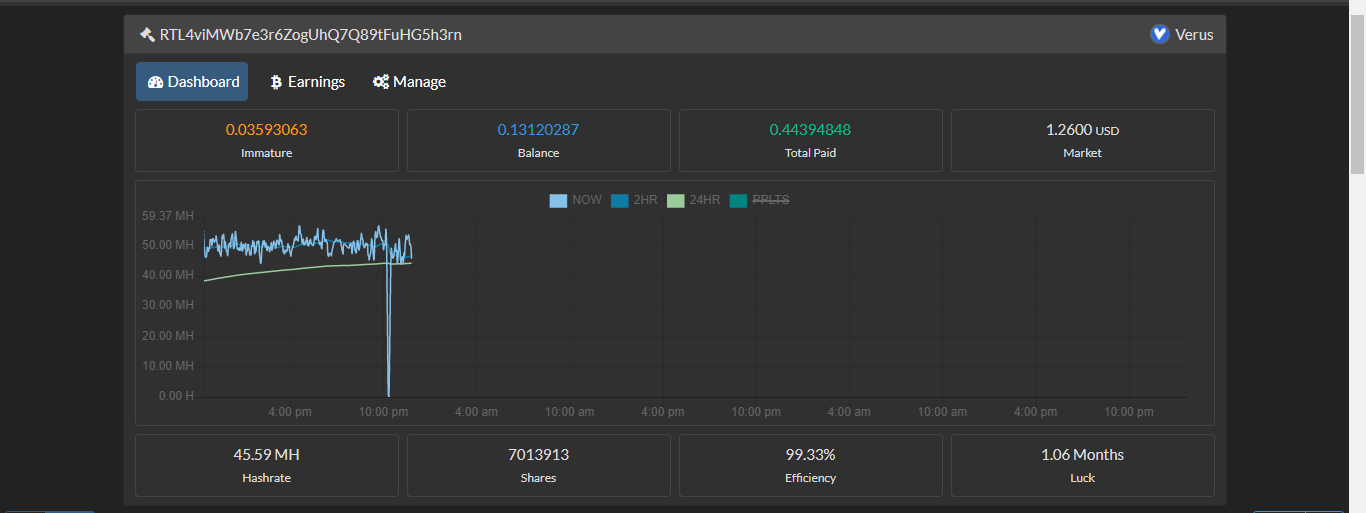 RTL4viMWb7e3r6ZogUhQ7Q89tFuHG5h3rn Verus
Dashboard Earnings Manage
0.03593063 0.13120287 0.44394848 1.2600 USD
Immature Balance Total Paid Market
NOW 2HR 24HR PPLTS
59.37 MH
50.00 MH
40.00 MH
30.00 MH
20.00 MH
10.00 MH
0.00 H
4:00 pm 10:00 pm 4:00 am 10:00 am 4:00 pm 10:00 pm 4:00 am 10:00 am 4:00 pm 10:00 pm
45.59 MH 7013913 99.33% 1.06 Months
Hashrate Shares Efficiency Luck